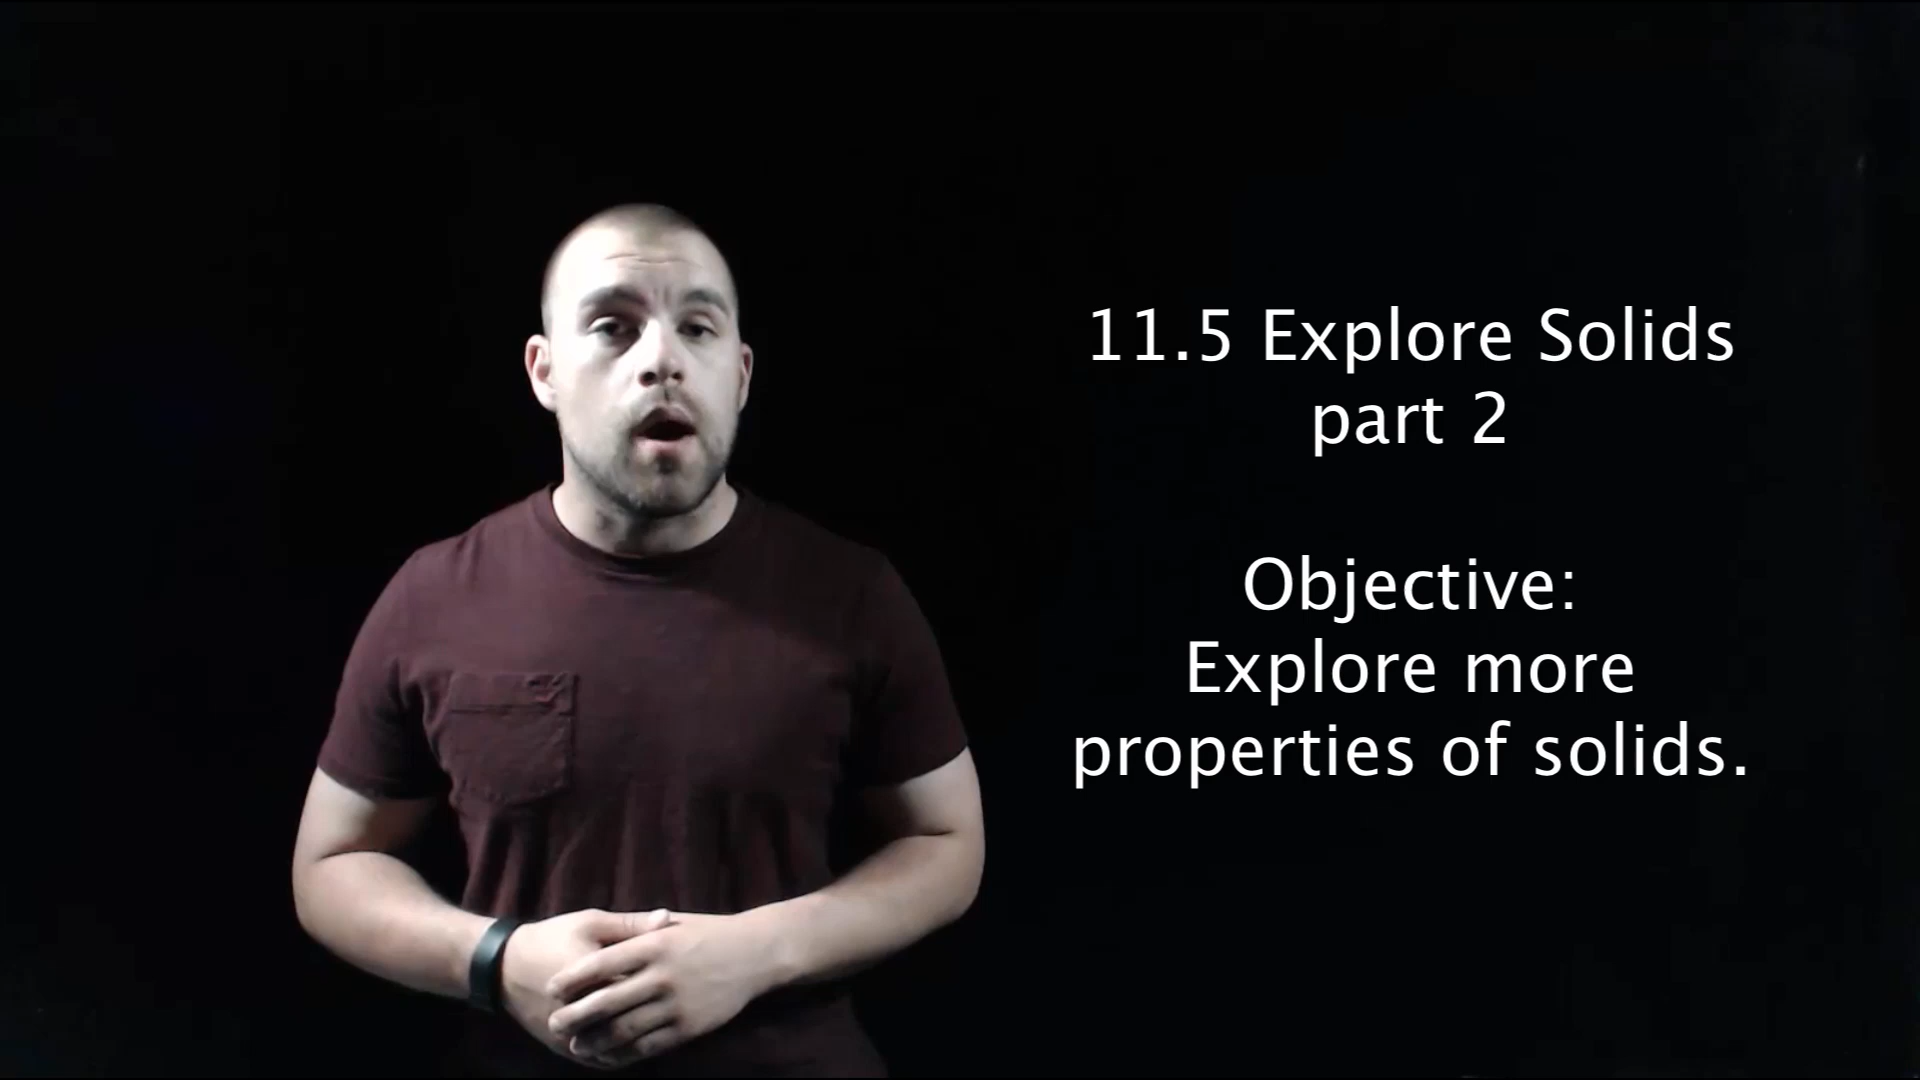 11.5 Explore Solids
part 2
Objective:
Explore more
properties of solids.